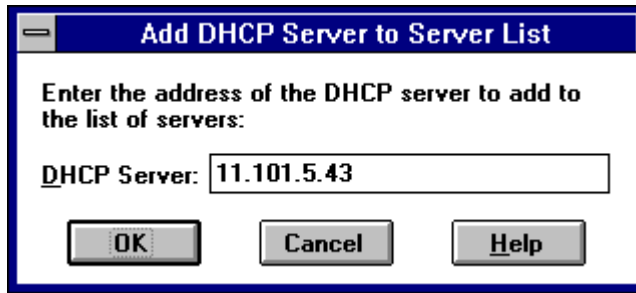 Add DHCP Server to Server List
Enter the address of the DHCP server to add to
the list of servers:
DHCP Server: 11.101.5.43
OK Cancel Help